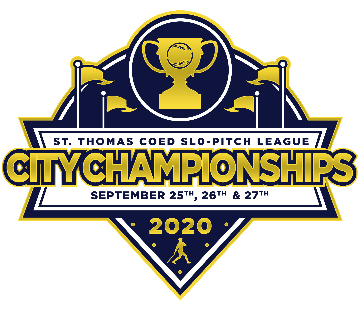 ST. THOMAS COED SLO-PITCH LEAGUE
CITY CHAMPIONSHIPS
SEPTEMBER 25TH, 26TH & 27TH
2020